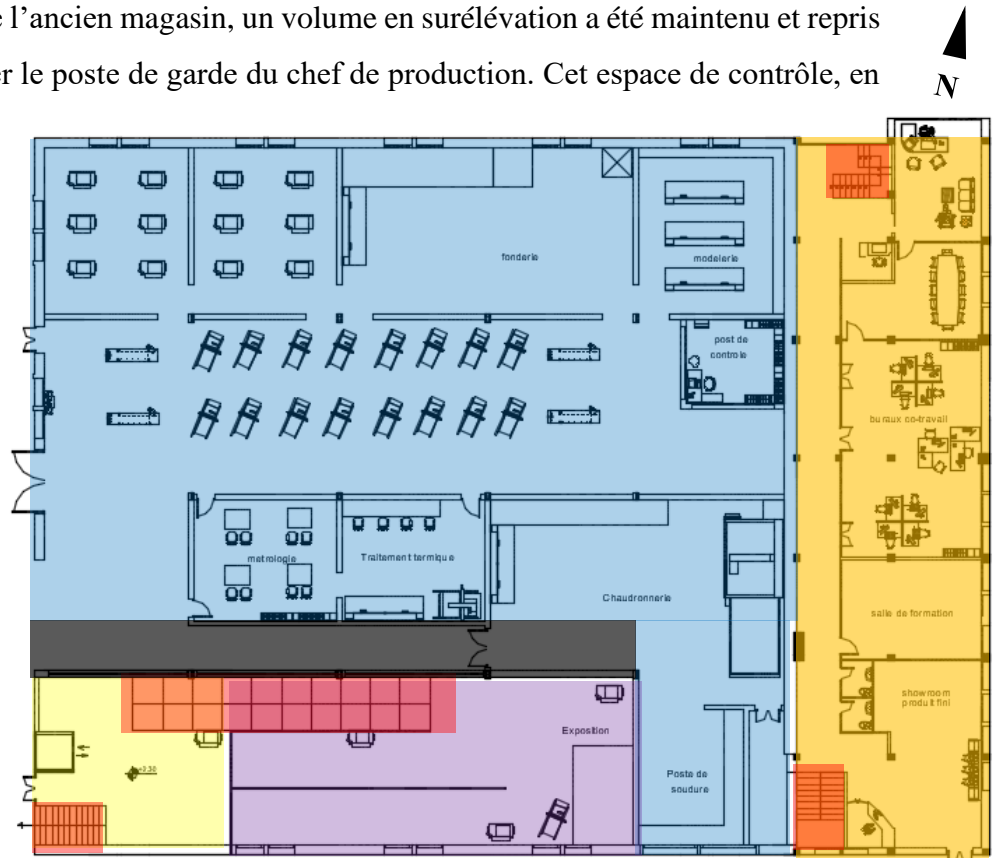 e l’ancien magasin, un volume en surélévation a été maintenu et repris
er le poste de garde du chef de production. Cet espace de contrôle, en
N
fonderie
modelerie
post de
controle
buraux co-travail
metrologie
Traitement termique
Chaudronnerie
salle de formation
showroom
produit fini
Exposition
Poste de
soudure